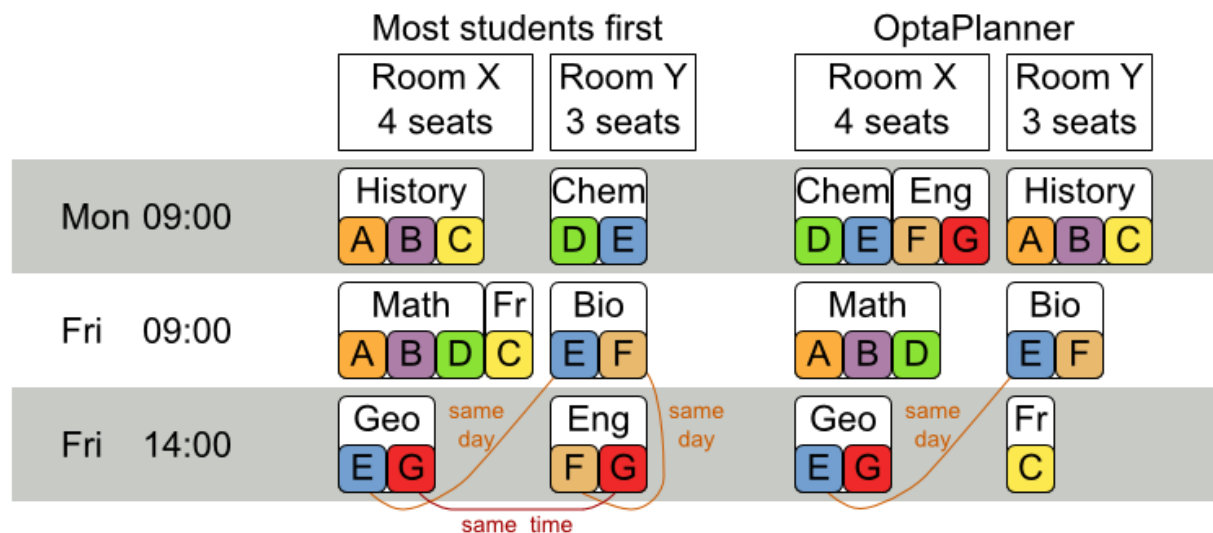 Most students first OptaPlanner
Room X Room Y Room X Room Y
4 seats 3 seats 4 seats 3 seats
History Chem Chem Eng History
Mon 09:00 A B C D E D E F G A B C
Math Fr Bio Math Bio
Fri 09:00 A B D C E F A B D E F
Geo same day Eng same day Geo same day Fr
Fri 14:00 E G F G E G C
same time